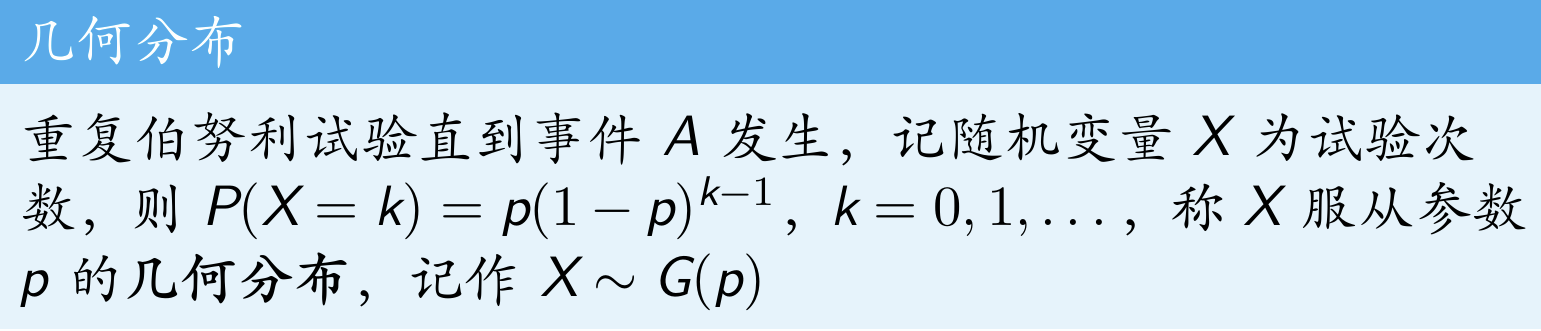 几何分布
重复伯努利试验直到事件 A 发生，记随机变量 X 为试验次
数，则 P(X = k) = p(1 − p)^{k−1}，k = 0, 1, . . .，称 X 服从参数
p 的几何分布，记作 X ∼ G(p)